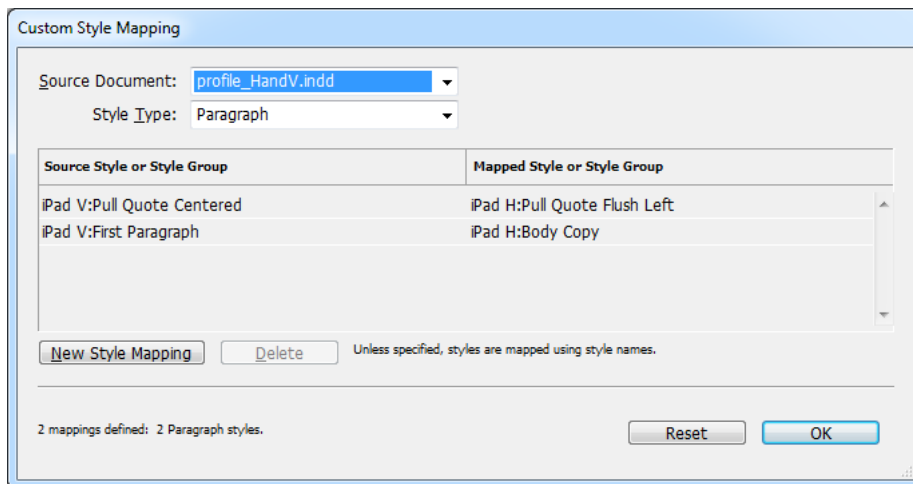 Custom Style Mapping
Source Document: profile_HandV.indd
Style Type: Paragraph
Source Style or Style Group Mapped Style or Style Group
iPad V:Pull Quote Centered iPad H:Pull Quote Flush Left
iPad V:First Paragraph iPad H:Body Copy
New Style Mapping Delete Unless specified, styles are mapped using style names.
2 mappings defined: 2 Paragraph styles.
Reset OK